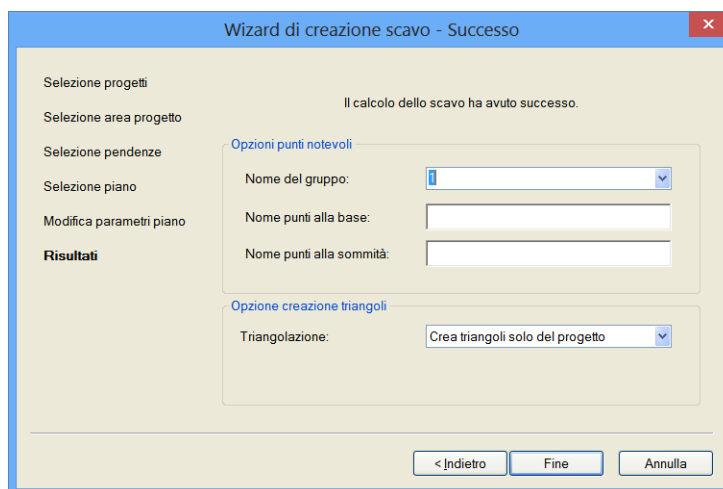 Wizard di creazione scavo - Successo
Selezione progetti
Selezione area progetto
Selezione pendenze
Selezione piano
Modifica parametri piano
Risultati
Il calcolo dello scavo ha avuto successo.
Opzioni punti notevoli
Nome del gruppo: 1
Nome punti alla base:
Nome punti alla sommità:
Opzione creazione triangoli
Triangolazione: Crea triangoli solo del progetto
< Indietro Fine Annulla